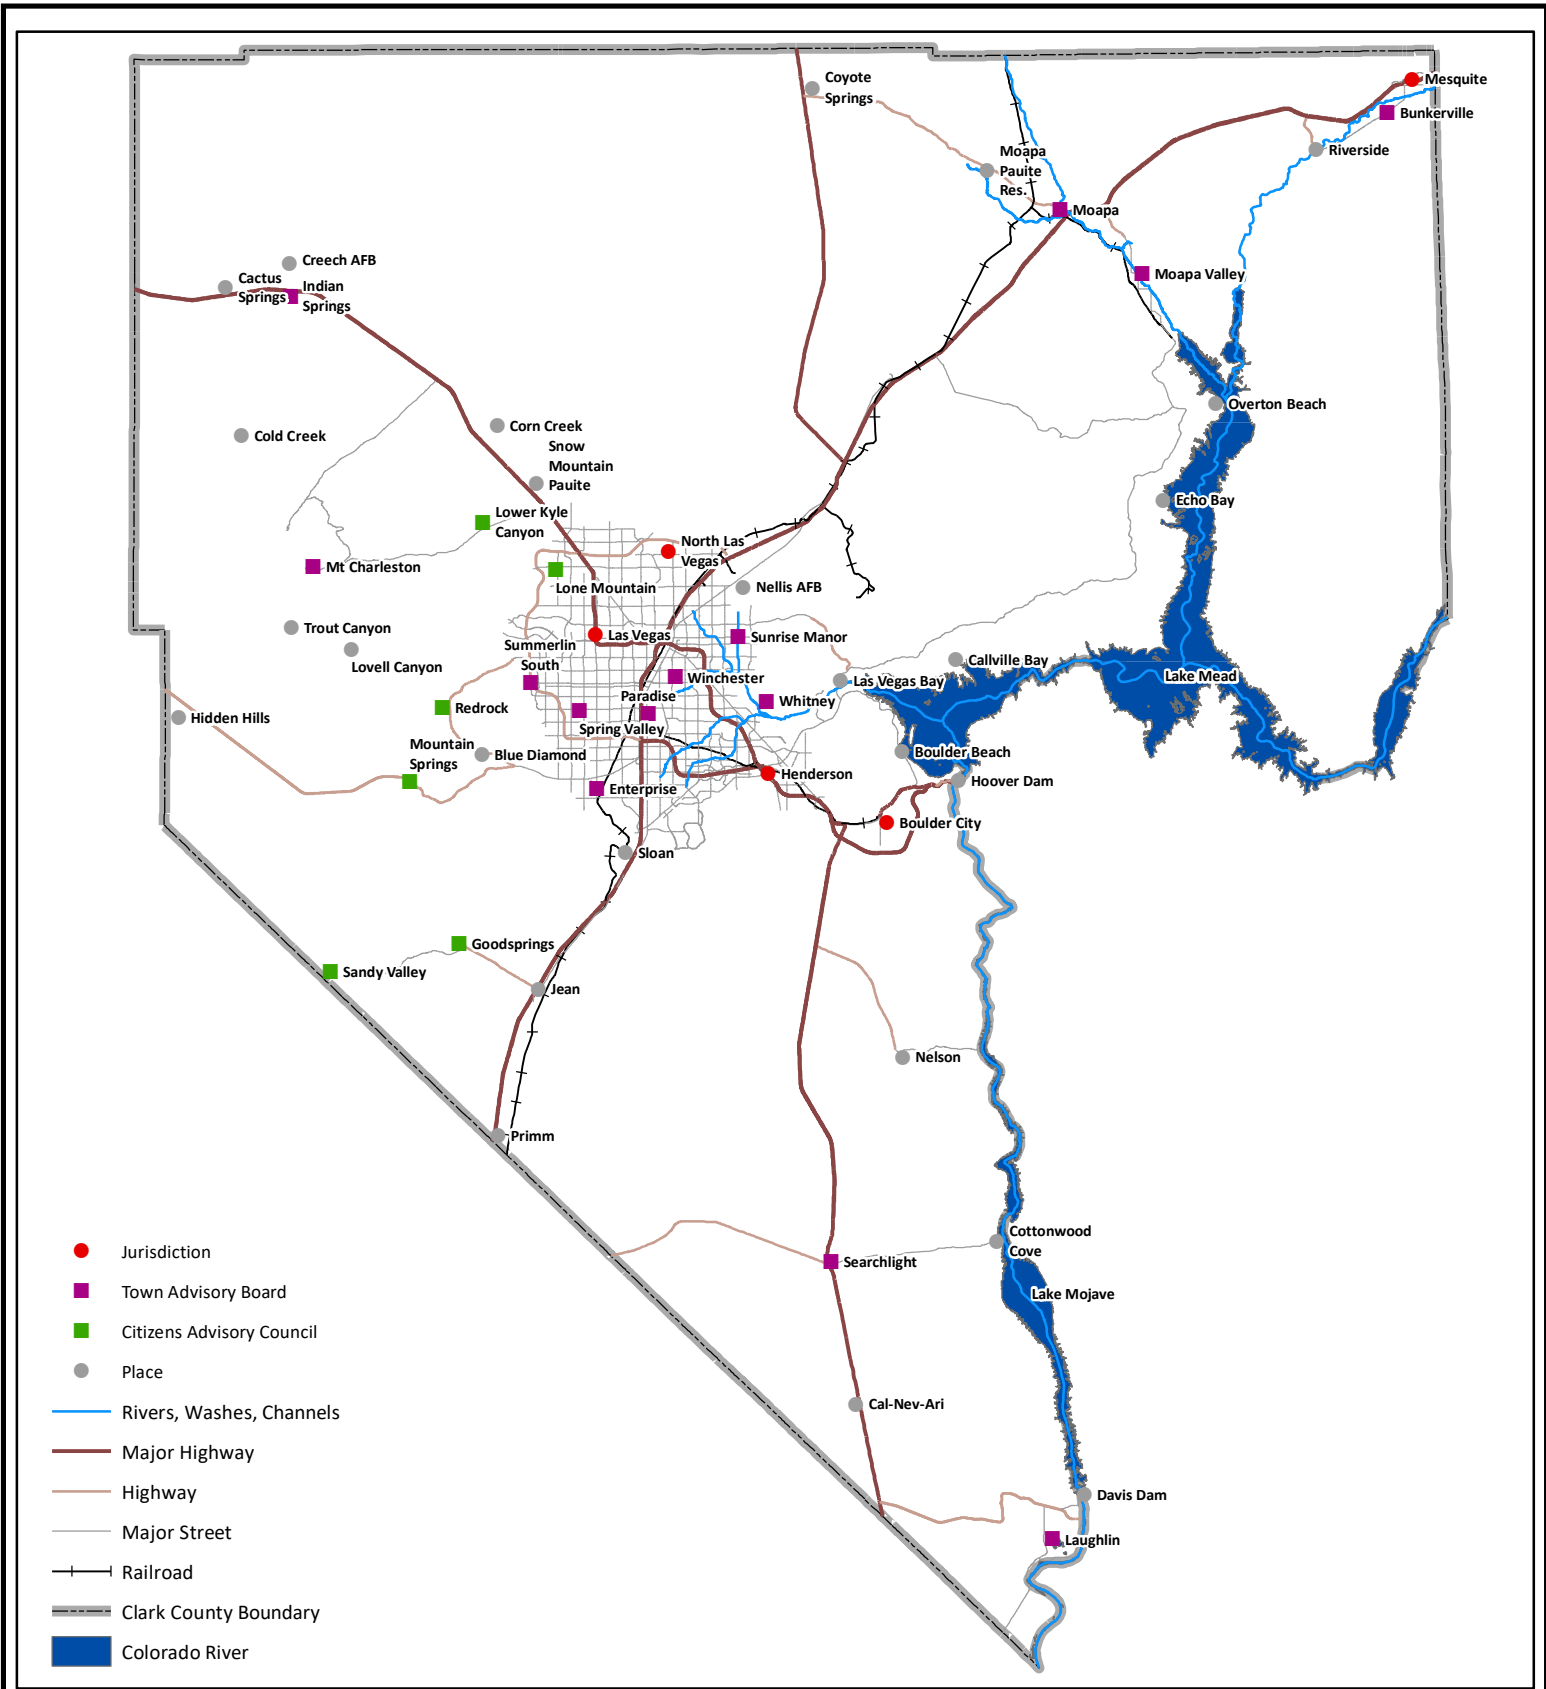 Coyote
Springs
Mesquite
Bunkerville
Riverside
Moapa
Pauite
Res.
Moapa
Moapa Valley
Creech AFB
Cactus
Springs
Indian
Springs
Overton Beach
Cold Creek
Corn Creek
Snow
Mountain
Pauite
Echo Bay
Lower Kyle
Canyon
North Las
Vegas
Mt Charleston
Lone Mountain
Nellis AFB
Trout Canyon
Las Vegas
Sunrise Manor
Lovell Canyon
Summerlin
South
Callville Bay
Winchester
Las Vegas Bay
Lake Mead
Paradise
Whitney
Redrock
Hidden Hills
Spring Valley
Mountain
Springs
Blue Diamond
Boulder Beach
Henderson
Hoover Dam
Enterprise
Boulder City
Sloan
Goodsprings
Sandy Valley
Jean
Nelson
Primm
Cottonwood
Cove
Searchlight
Lake Mojave
Cal-Nev-Ari
Davis Dam
Laughlin
Jurisdiction
Town Advisory Board
Citizens Advisory Council
Place
Rivers, Washes, Channels
Major Highway
Highway
Major Street
Railroad
Clark County Boundary
Colorado River